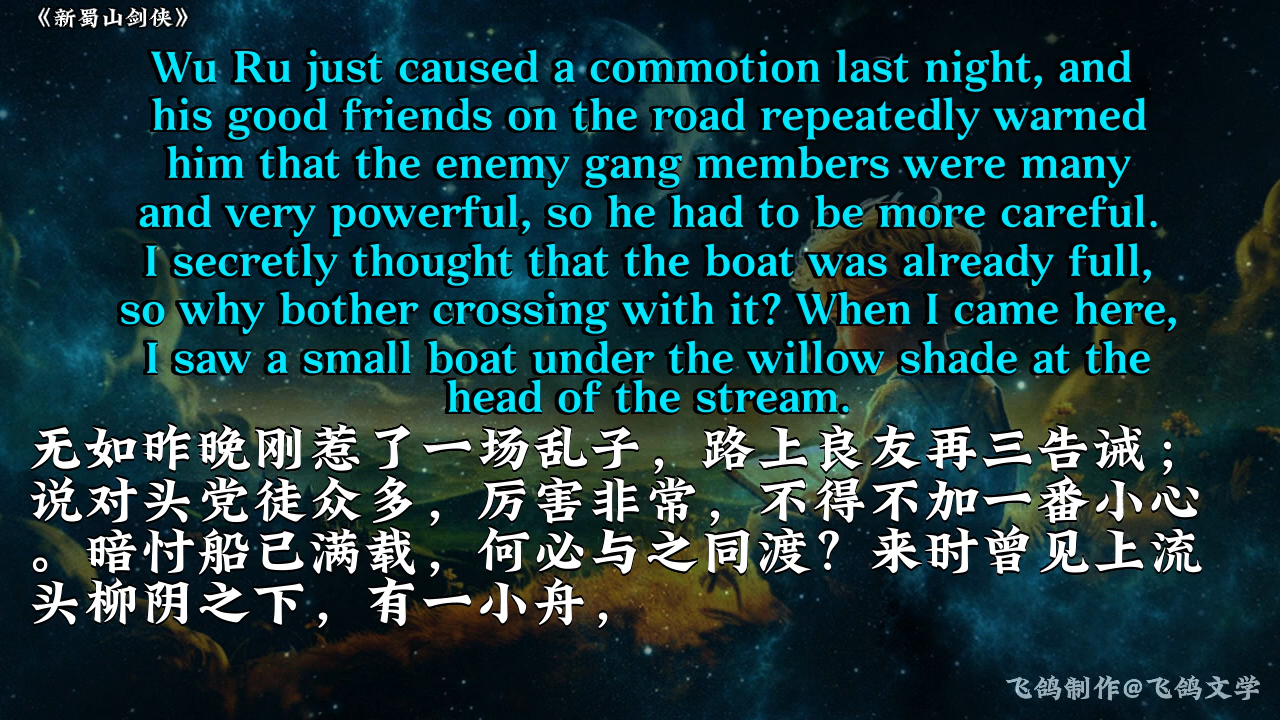 《新蜀山剑侠》
Wu Ru just caused a commotion last night, and
his good friends on the road repeatedly warned
him that the enemy gang members were many
and very powerful, so he had to be more careful.
I secretly thought that the boat was already full,
so why bother crossing with it? When I came here,
I saw a small boat under the willow shade at the
head of the stream.
无如昨晚刚惹了一场乱子，路上良友再三告诫；
说对头党徒众多，厉害非常，不得不加一番小心
。暗忖船已满载，何必与之同渡？来时曾见上流
头柳阴之下，有一小舟，
飞鸽制作@飞鸽文学